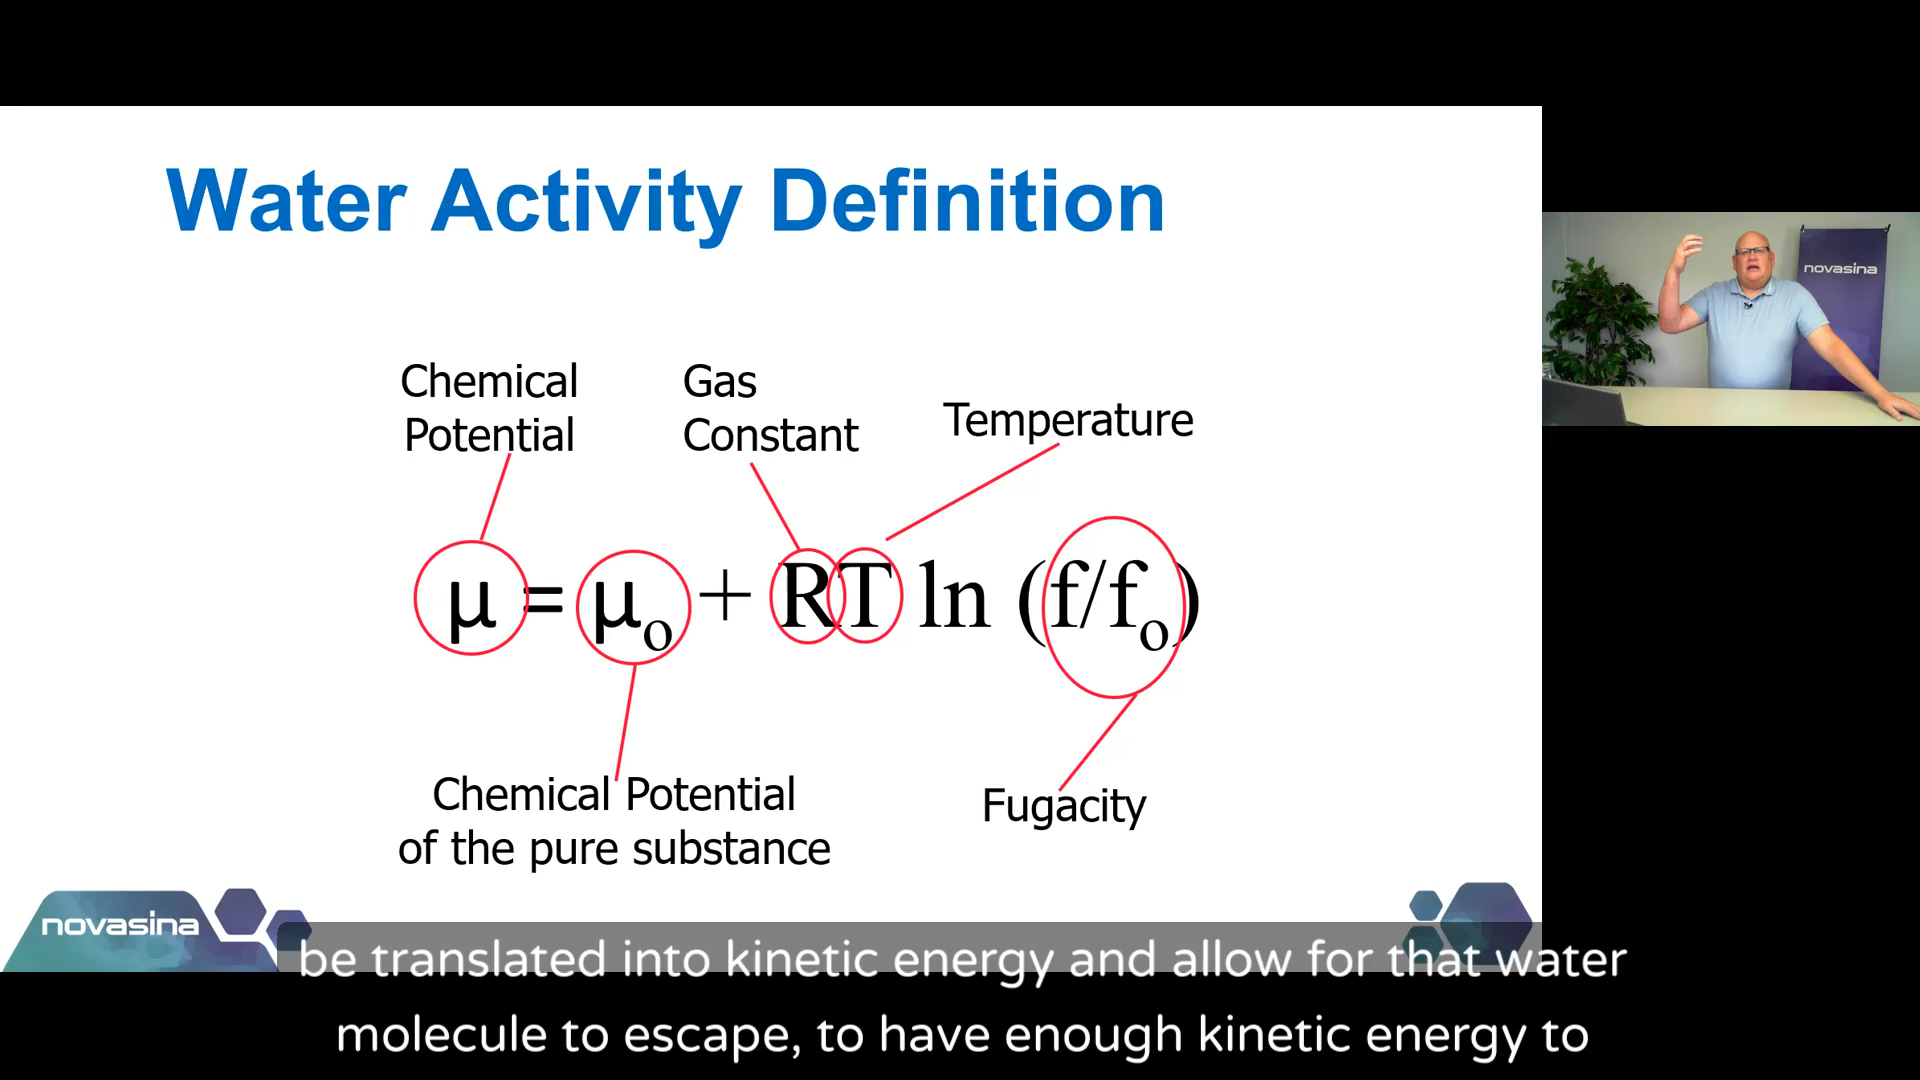 Water Activity Definition
Chemical
Potential
Gas
Constant
Temperature
μ = μo + RT ln (f/fo)
Chemical Potential
of the pure substance
Fugacity
novasina
novasina
be translated into kinetic energy and allow for that water
molecule to escape, to have enough kinetic energy to